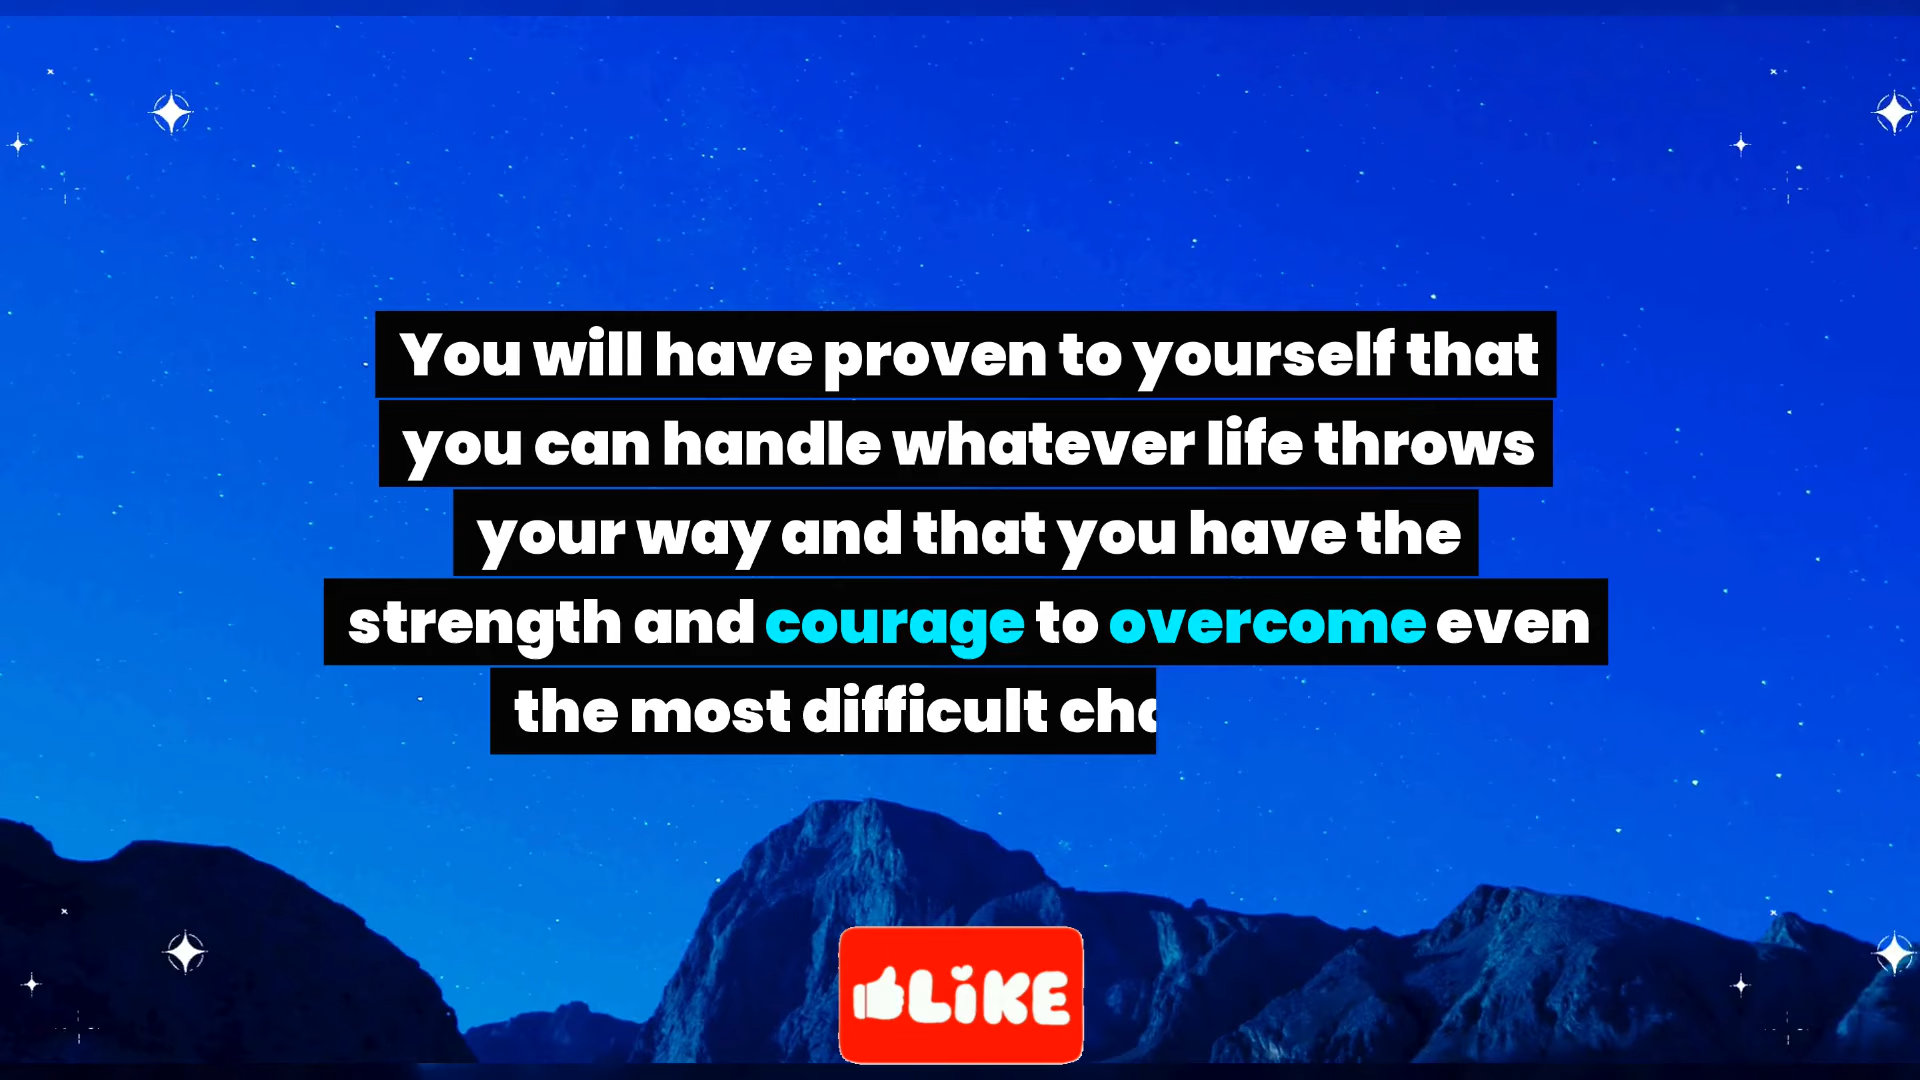 You will have proven to yourself that
you can handle whatever life throws
your way and that you have the
strength and courage to overcome even
the most difficult cha
LiKE